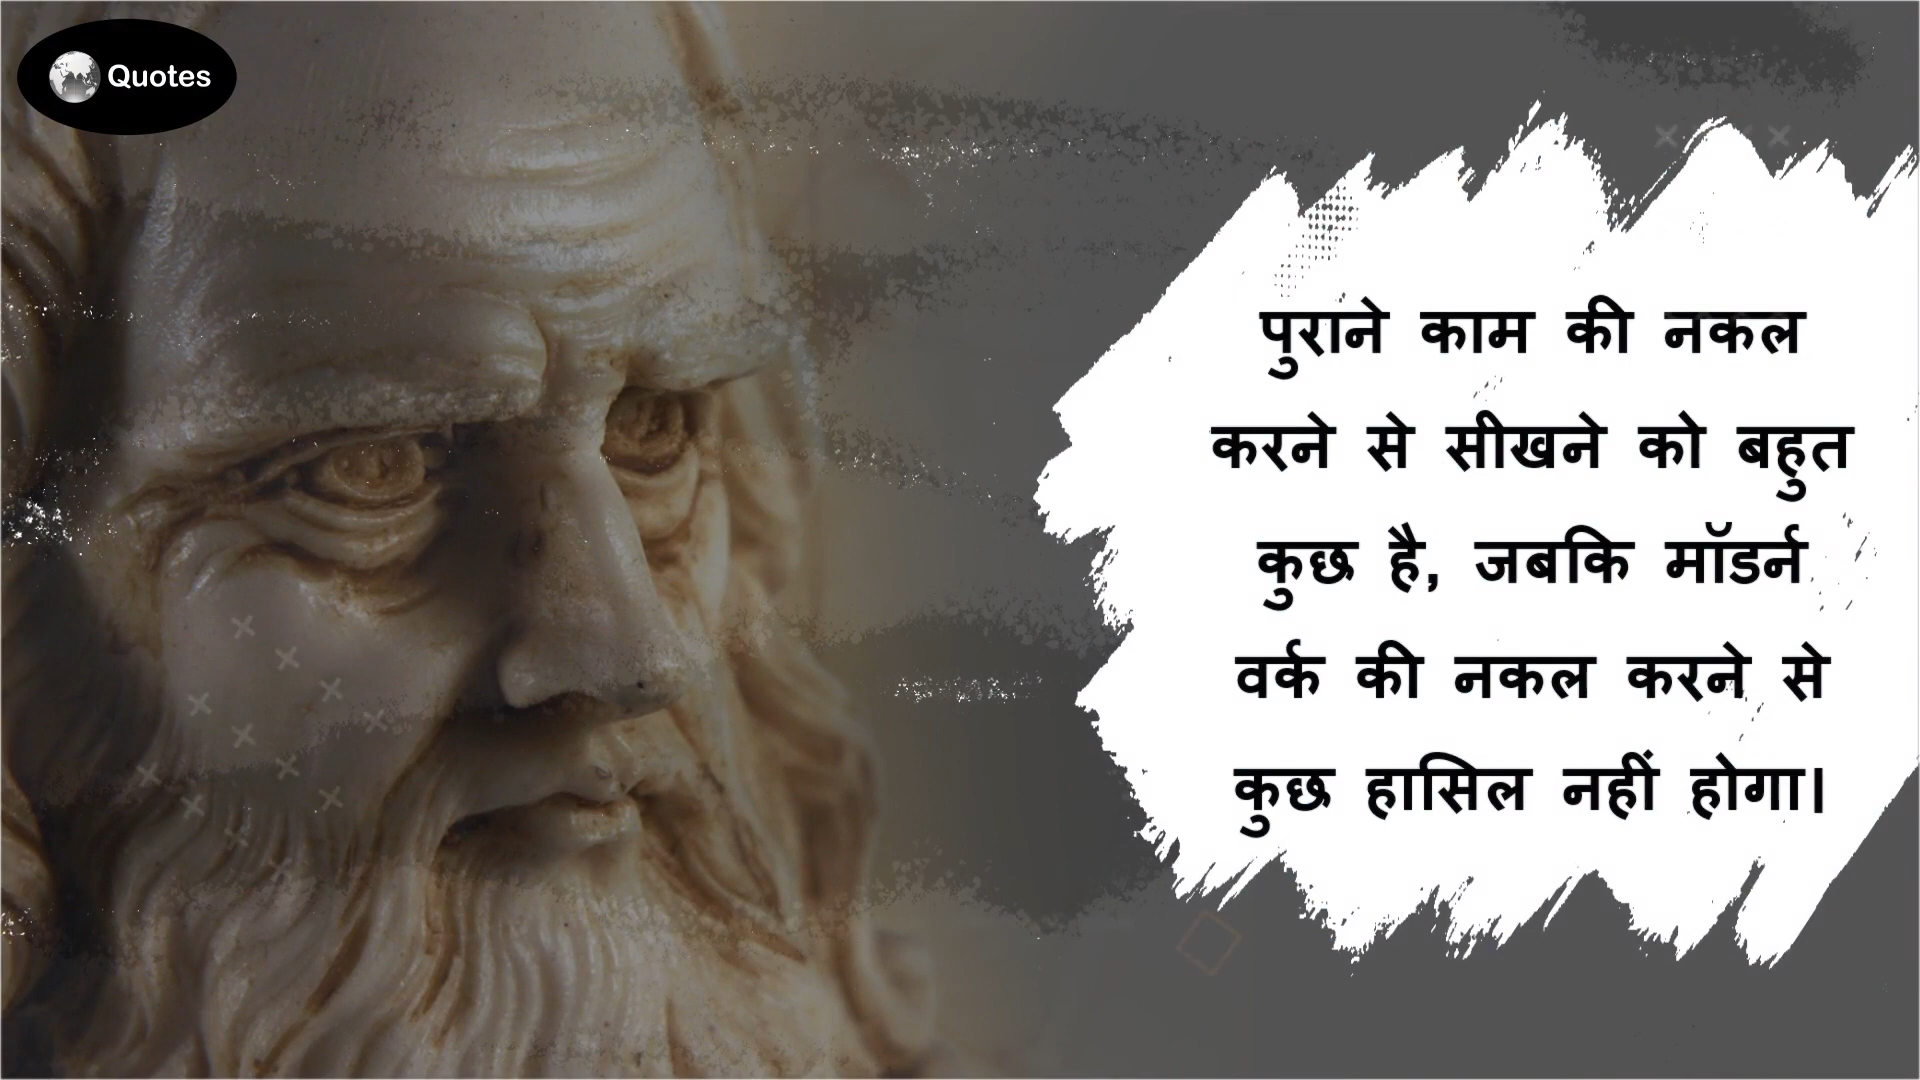 Quotes
पुराने काम की नकल
करने से सीखने को बहुत
कुछ है, जबकि मॉडर्न
वर्क की नकल करने से
कुछ हासिल नहीं होगा।